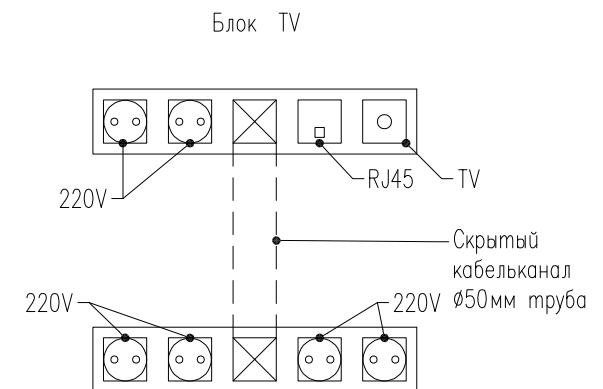 Блок TV
220V
RJ45
TV
Скрытый
кабельканал
Ø50мм труба
220V
220V